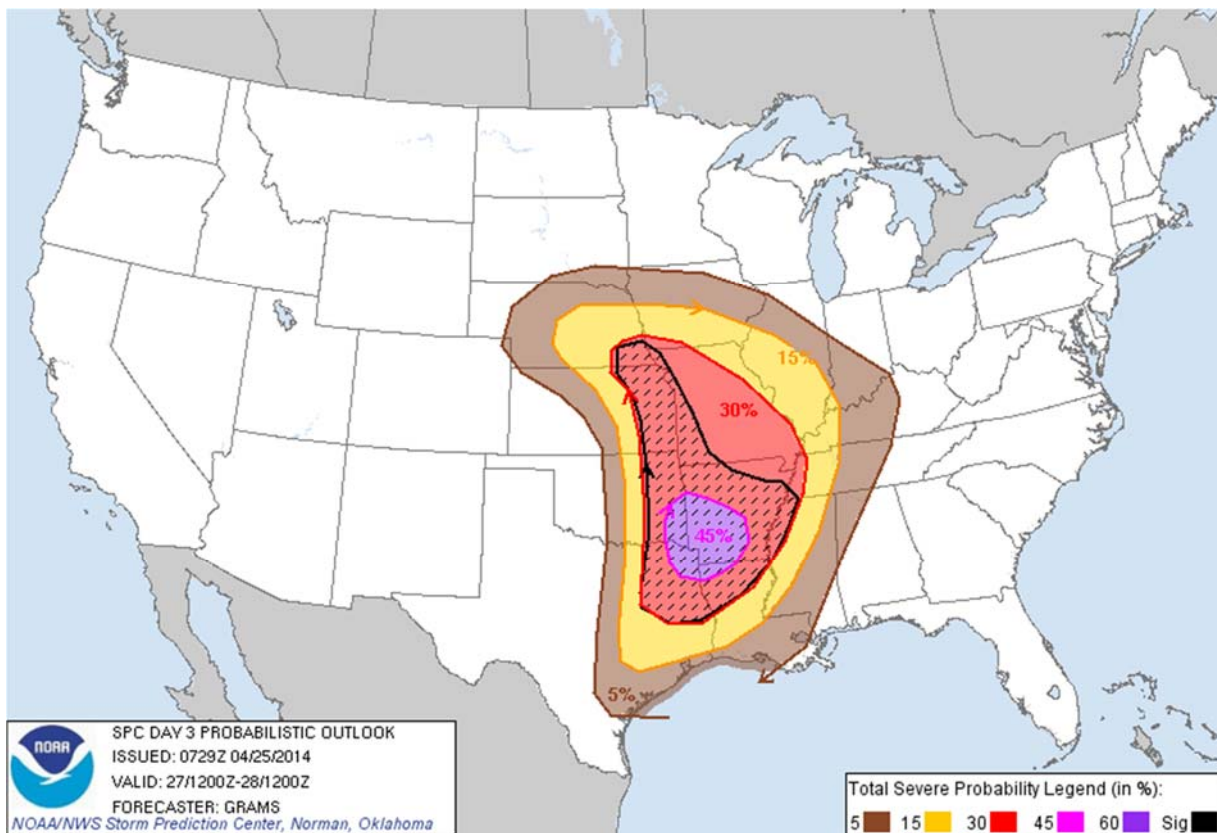 15%
30%
45%
5%
SPC DAY 3 PROBABILISTIC OUTLOOK
ISSUED: 0729Z 04/25/2014
VALID: 27/1200Z-28/1200Z
FORECASTER: GRAMS
NOAA
NOAA/NWS Storm Prediction Center, Norman, Oklahoma
Total Severe Probability Legend (in %):
5 15 30 45 60 Sig